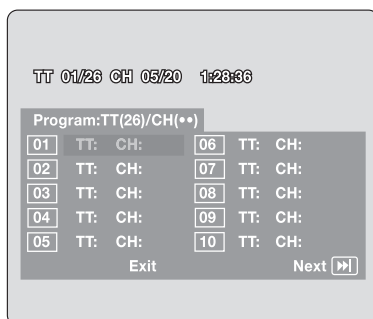 TT 01/26 CH 05/20 1:28:36
Program:TT(26)/CH(••)
01 TT: CH: 06 TT: CH:
02 TT: CH: 07 TT: CH:
03 TT: CH: 08 TT: CH:
04 TT: CH: 09 TT: CH:
05 TT: CH: 10 TT: CH:
Exit Next